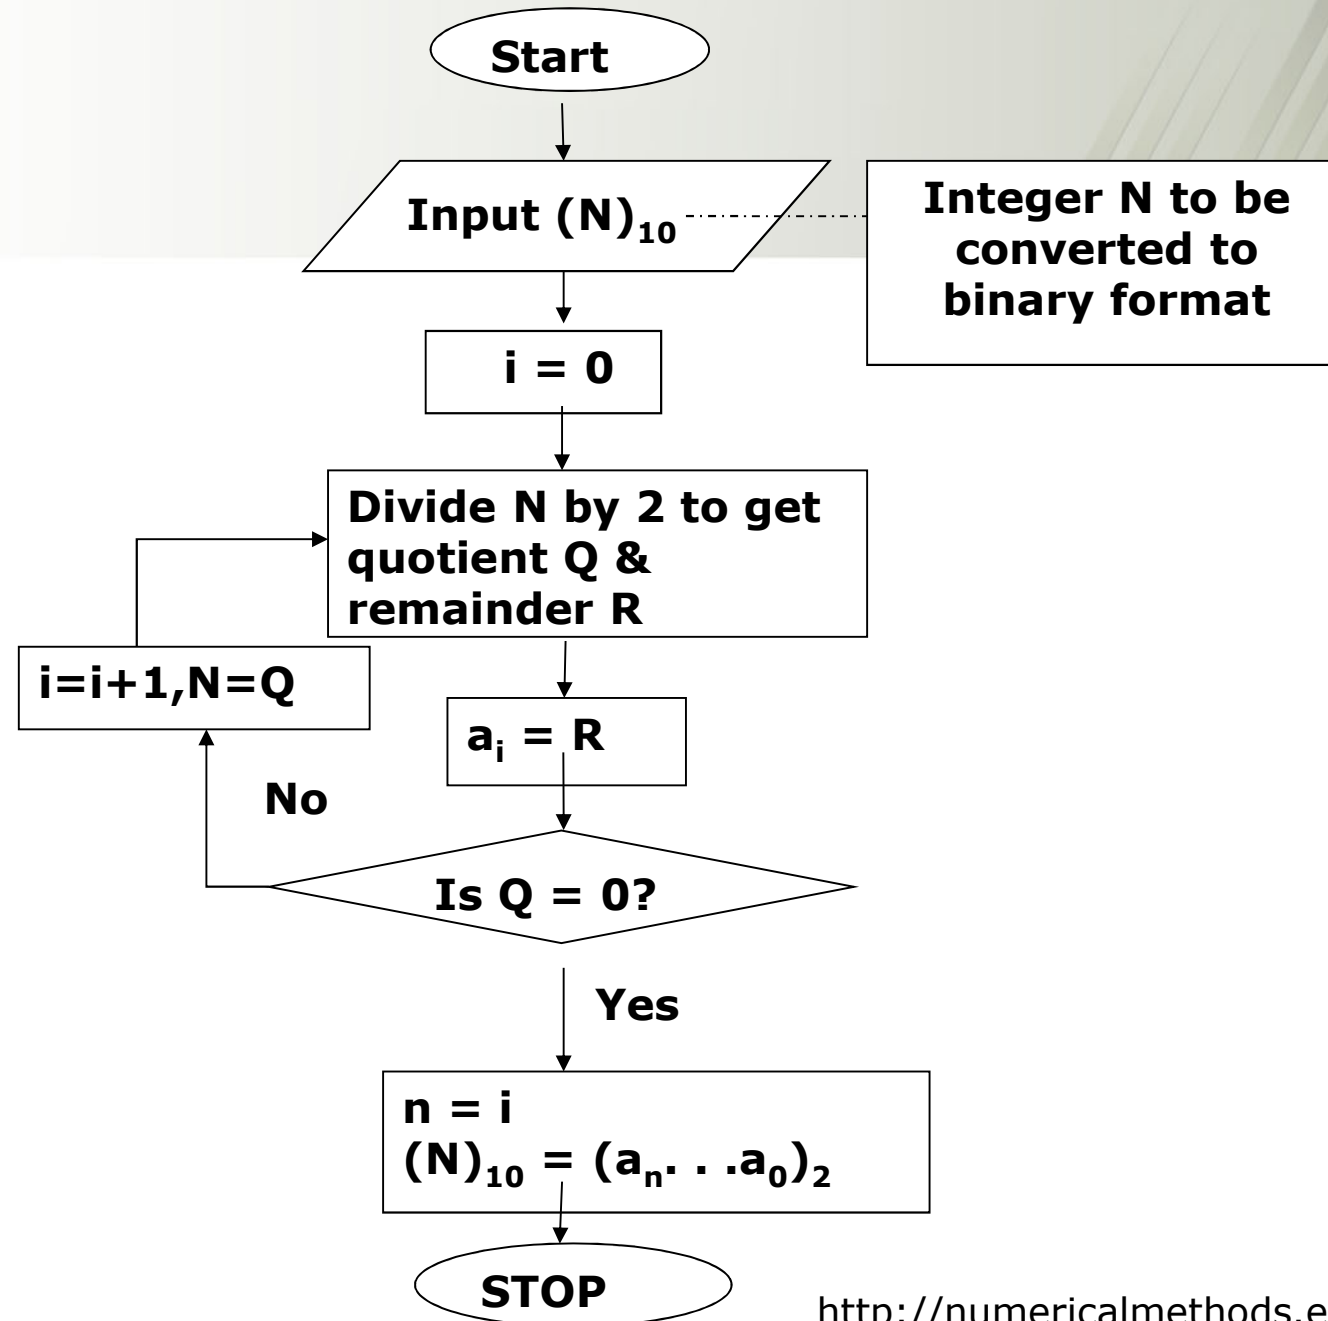 Start
Input (N)₁₀
Integer N to be
converted to
binary format
i = 0
Divide N by 2 to get
quotient Q &
remainder R
i=i+1,N=Q
aᵢ = R
No
Is Q = 0?
Yes
n = i
(N)₁₀ = (aₙ. . .a₀)₂
STOP
http://numericalmethods.e